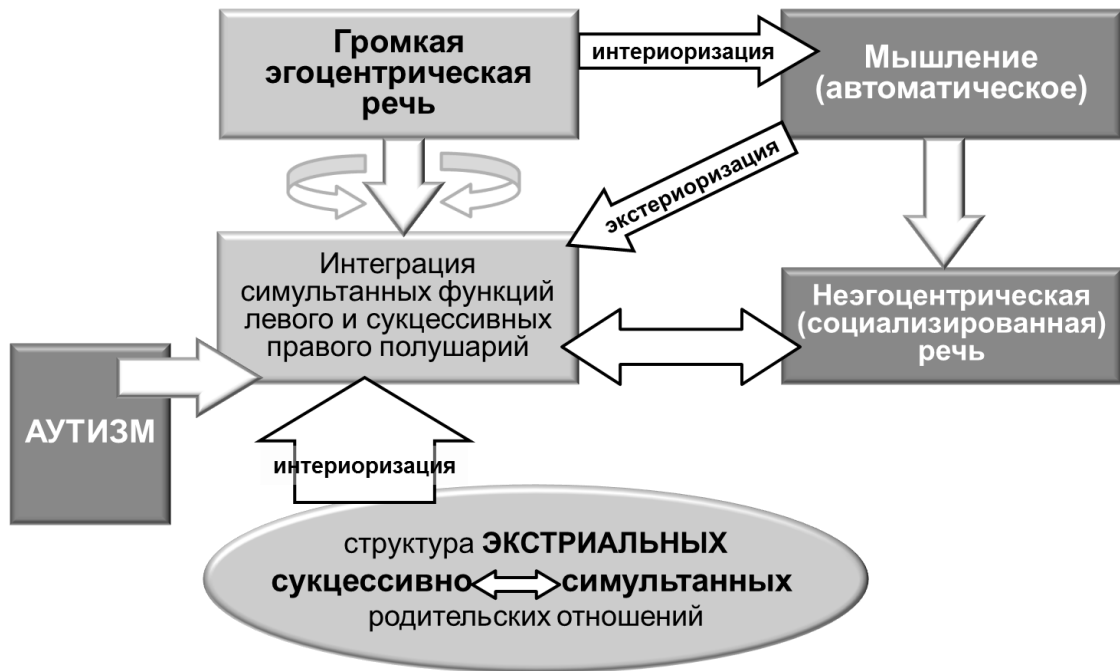 Громкая
эгоцентрическая
речь
интериоризация
Мышление
(автоматическое)
экстериоризация
Интеграция
симультанных функций
левого и сукцессивных
правого полушарий
Неэгоцентрическая
(социализированная)
речь
АУТИЗМ
интериоризация
структура ЭКСТРИАЛЬНЫХ
сукцессивно симультанных
родительских отношений